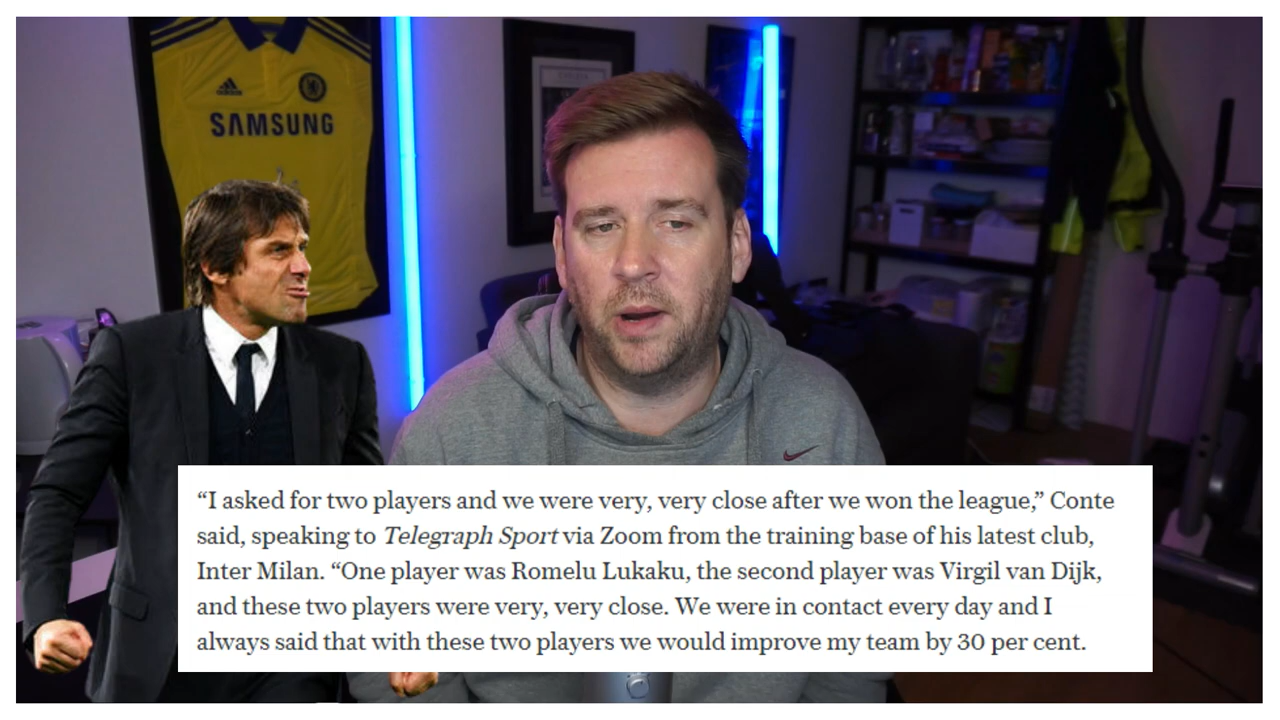 SAMSUNG
“I asked for two players and we were very, very close after we won the league,” Conte
said, speaking to Telegraph Sport via Zoom from the training base of his latest club,
Inter Milan. “One player was Romelu Lukaku, the second player was Virgil van Dijk,
and these two players were very, very close. We were in contact every day and I
always said that with these two players we would improve my team by 30 per cent.